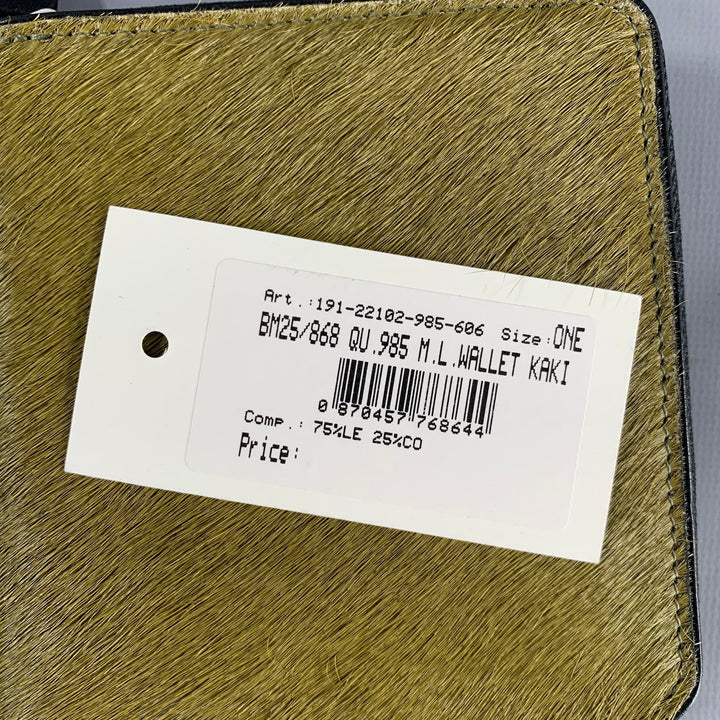 Art.:191-22102-985-606 Size:ONE
BM25/868 QU.985 M.L.WALLET KAKI
0 870457 768644
Comp.: 75%LE 25%CO
Price: